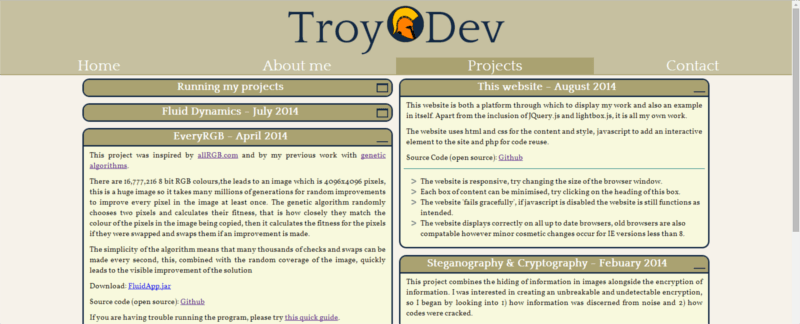 Troy Dev
Home
About me
Projects
Contact
Running my projects
Fluid Dynamics - July 2014
EveryRGB - April 2014
This project was inspired by allRGB.com and by my previous work with genetic
algorithms.
There are 16,777,216 8 bit RGB colours,the leads to an image which is 4096x4096 pixels,
this is a huge image so it takes many millions of generations for random improvements
to improve every pixel in the image at least once. The genetic algorithm randomly
chooses two pixels and calculates their fitness, that is how closely they match the
colour of the pixels in the image being copied, then it calculates the fitness for the pixels
if they were swapped and swaps them if an improvement is made.
The simplicity of the algorithm means that many thousands of checks and swaps can be
made every second, this, combined with the random coverage of the image, quickly
leads to the visible improvement of the solution
Download: FluidApp.jar
Source code (open source): Github
If you are having trouble running the program, please try this quick guide.
This website - August 2014
This website is both a platform through which to display my work and also an example
in itself. Apart from the inclusion of JQuery.js and lightbox.js, it is all my own work.
The website uses html and css for the content and style, javascript to add an interactive
element to the site and php for code reuse.
Source Code (open source): Github
> The website is responsive, try changing the size of the browser window.
> Each box of content can be minimised, try clicking on the heading of this box.
> The website 'fails gracefully', if javascript is disabled the website is still functions as
intended.
> The website displays correctly on all up to date browsers, old browsers are also
compatable however minor cosmetic changes occur for IE versions less than 8.
Steganography & Cryptography - Febuary 2014
This project combines the hiding of information in images alongside the encryption of
information. I was interested in creating an unbreakable and undetectable encryption,
so I began by looking into 1) how information was discerned from noise and 2) how
codes were cracked.